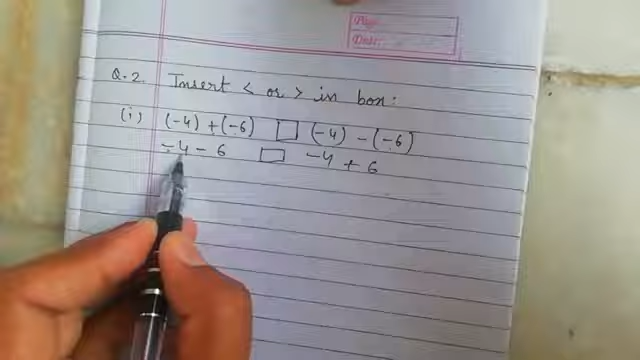 Page:
Date:
Q.2. Insert < or > in box:
(i) (-4) + (-6) □ (-4) - (-6)
-4 - 6 □ -4 + 6